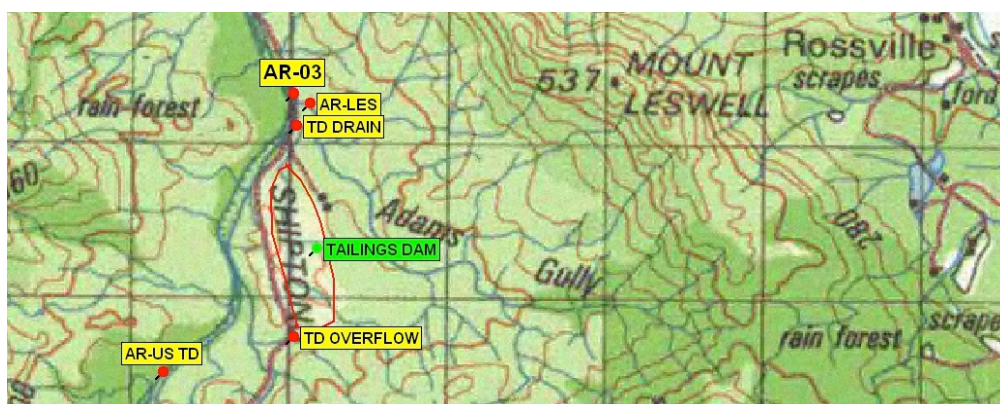 Rossville
AR-03
537
MOUNT
LESWELL
scrapes
ford
rain forest
AR-LES
TD DRAIN
60
SHIPTON
Adams
Gully
TAILINGS DAM
280
TD OVERFLOW
rain forest
scrape
AR-US TD